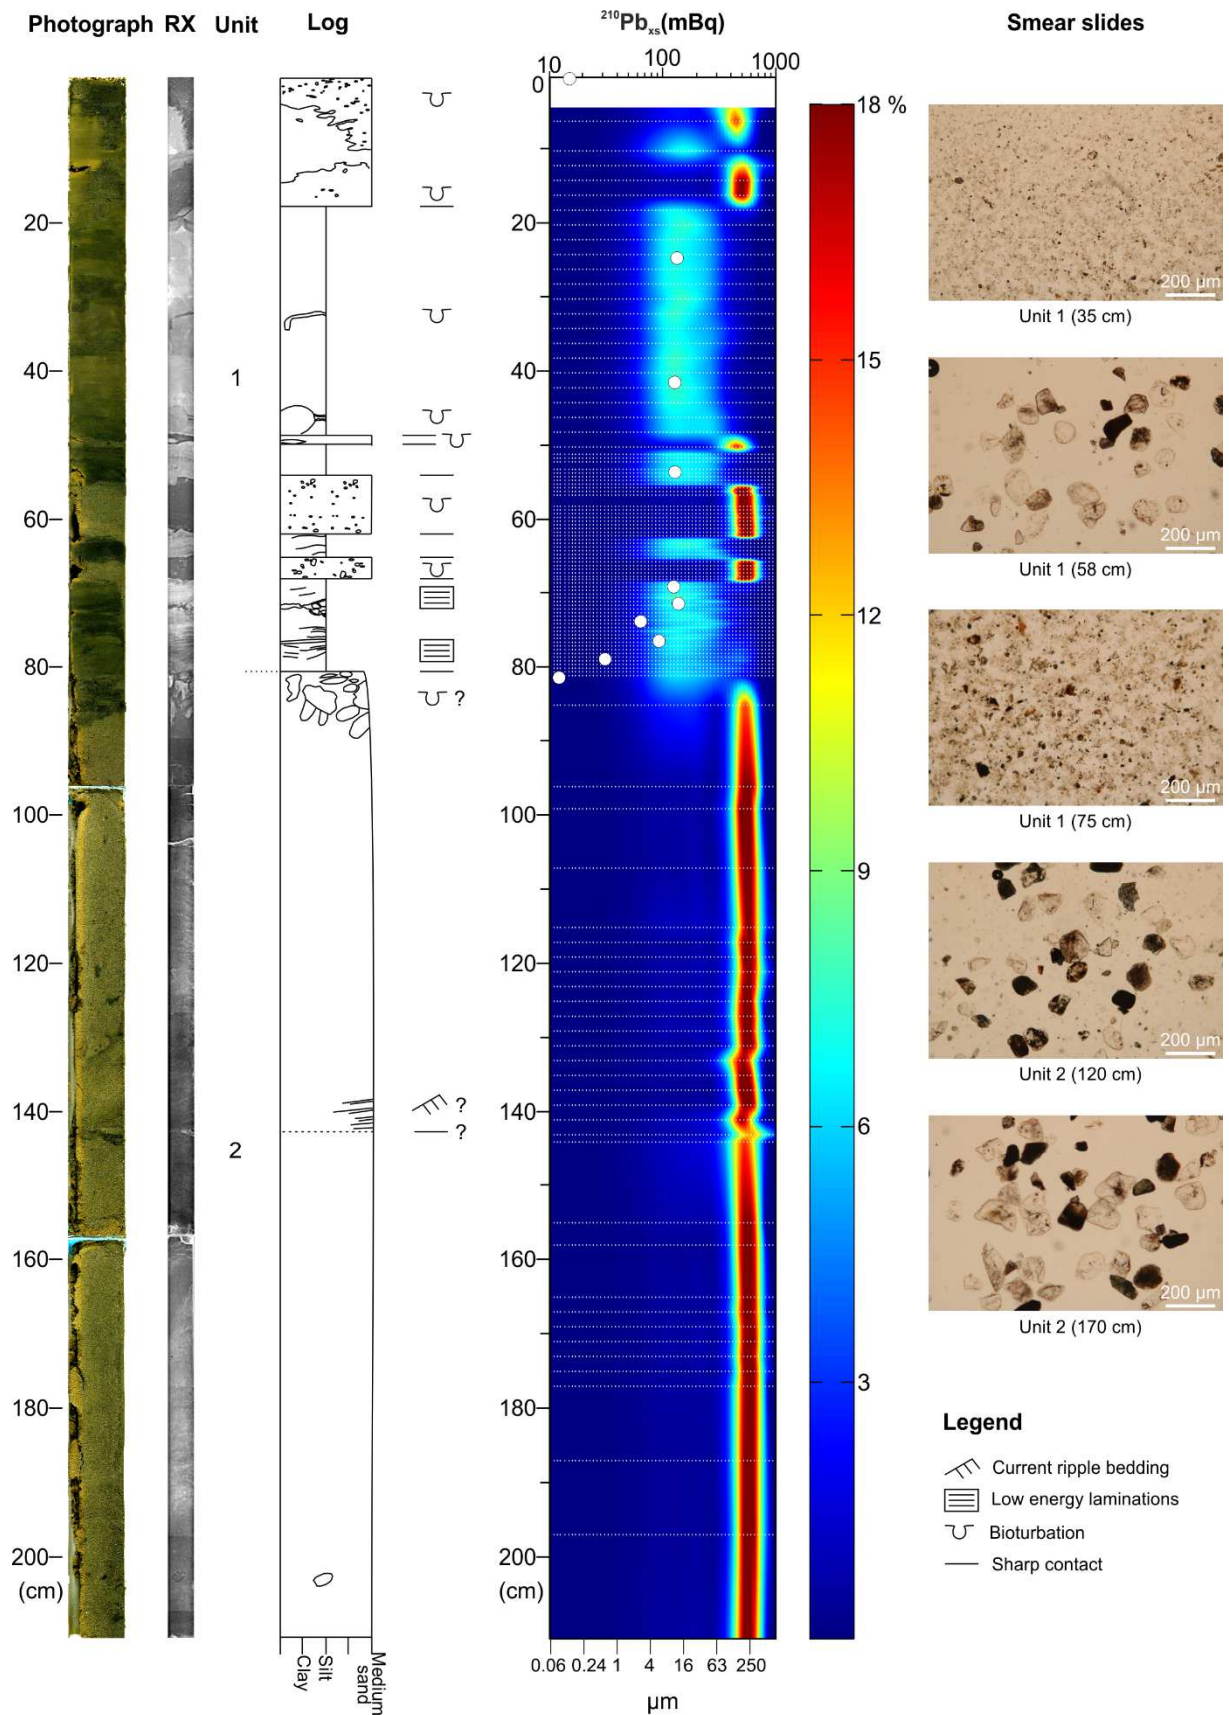 Photograph RX Unit Log ²¹⁰Pbxs(mBq) Smear slides
10 100 1000
0
20
40
60
80
100
120
140
160
180
200
(cm)
1
2
?
?
?
Clay
Silt
Medium sand
20
40
60
80
100
120
140
160
180
200
(cm)
0.06 0.24 1 4 16 63 250
µm
18 %
15
12
9
6
3
200 µm
Unit 1 (35 cm)
200 µm
Unit 1 (58 cm)
200 µm
Unit 1 (75 cm)
200 µm
Unit 2 (120 cm)
200 µm
Unit 2 (170 cm)
Legend
Current ripple bedding
Low energy laminations
Bioturbation
Sharp contact